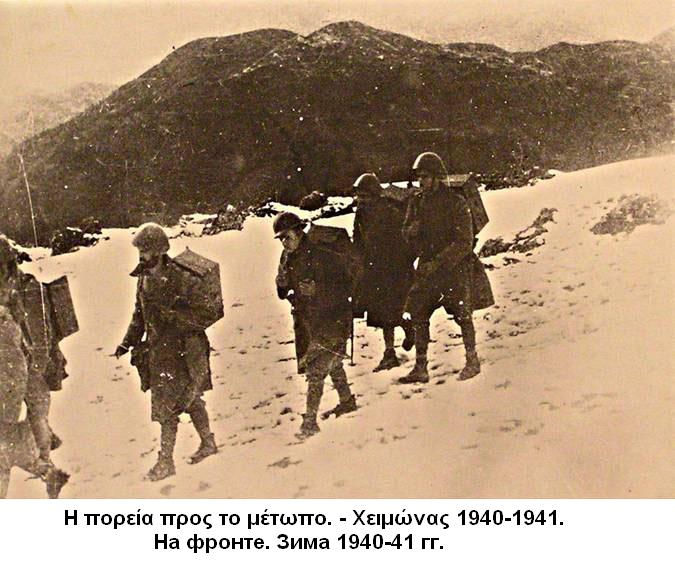 Η πορεία προς το μέτωπο. - Χειμώνας 1940-1941.
На фронте. Зима 1940-41 гг.